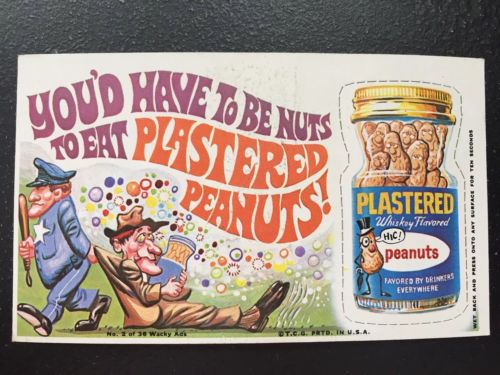 YOU'D HAVE TO BE NUTS
TO EAT PLASTERED
PEANUTS!
PLASTERED
Whiskey Flavored
HIC!
peanuts
FAVORED BY DRINKERS
EVERYWHERE
WET BACK AND PRESS ONTO ANY SURFACE FOR TEN SECONDS
No. 2 of 36 Wacky Ads
©T.C.G. PRTD. IN U.S.A.